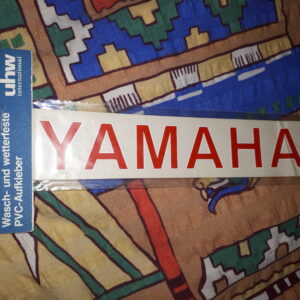 uhw
international
Wasch- und wetterfeste
PVC-Aufkleber
YAMAHA